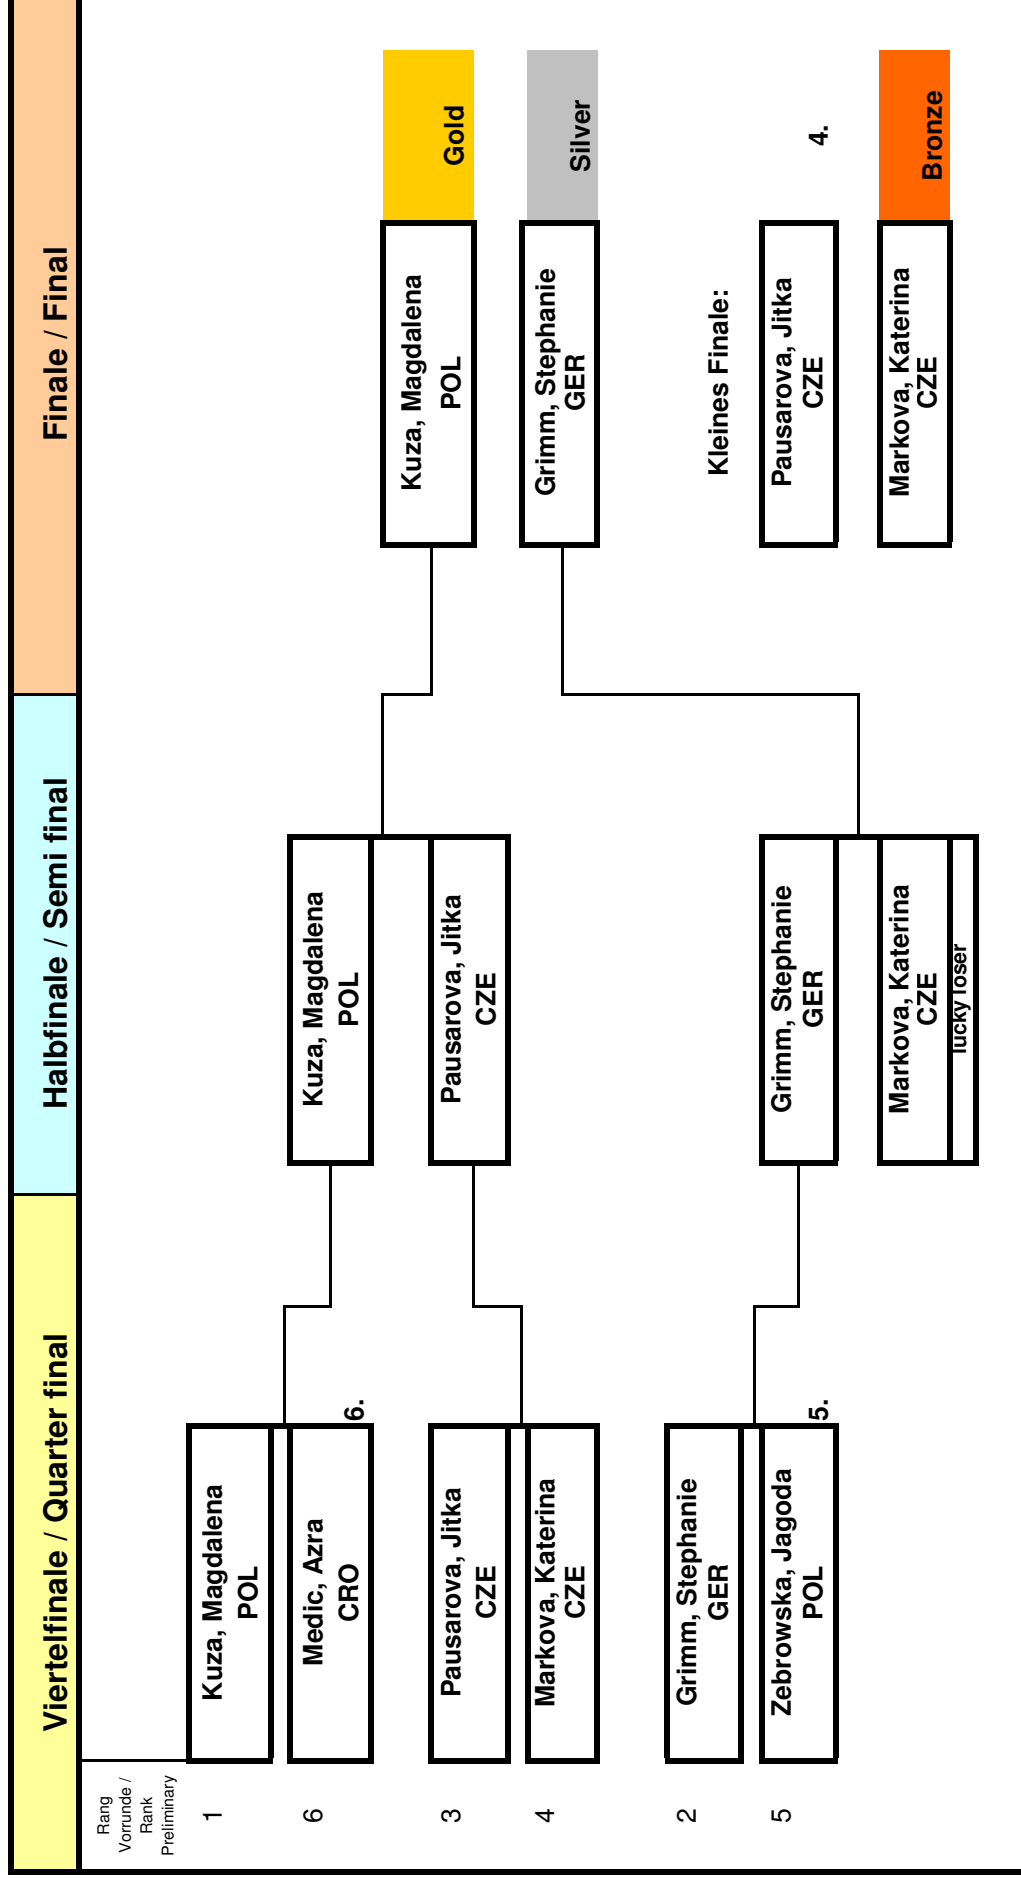 Viertelfinale / Quarter final
Halbfinale / Semi final
Finale / Final
Rang
Vorrunde /
Rank
Preliminary
1
Kuza, Magdalena
POL
6
Medic, Azra
CRO
6.
3
Pausarova, Jitka
CZE
4
Markova, Katerina
CZE
2
Grimm, Stephanie
GER
5
Zebrowska, Jagoda
POL
5.
Kuza, Magdalena
POL
Pausarova, Jitka
CZE
Grimm, Stephanie
GER
Markova, Katerina
CZE
lucky loser
Kuza, Magdalena
POL
Gold
Grimm, Stephanie
GER
Silver
Kleines Finale:
Pausarova, Jitka
CZE
4.
Markova, Katerina
CZE
Bronze